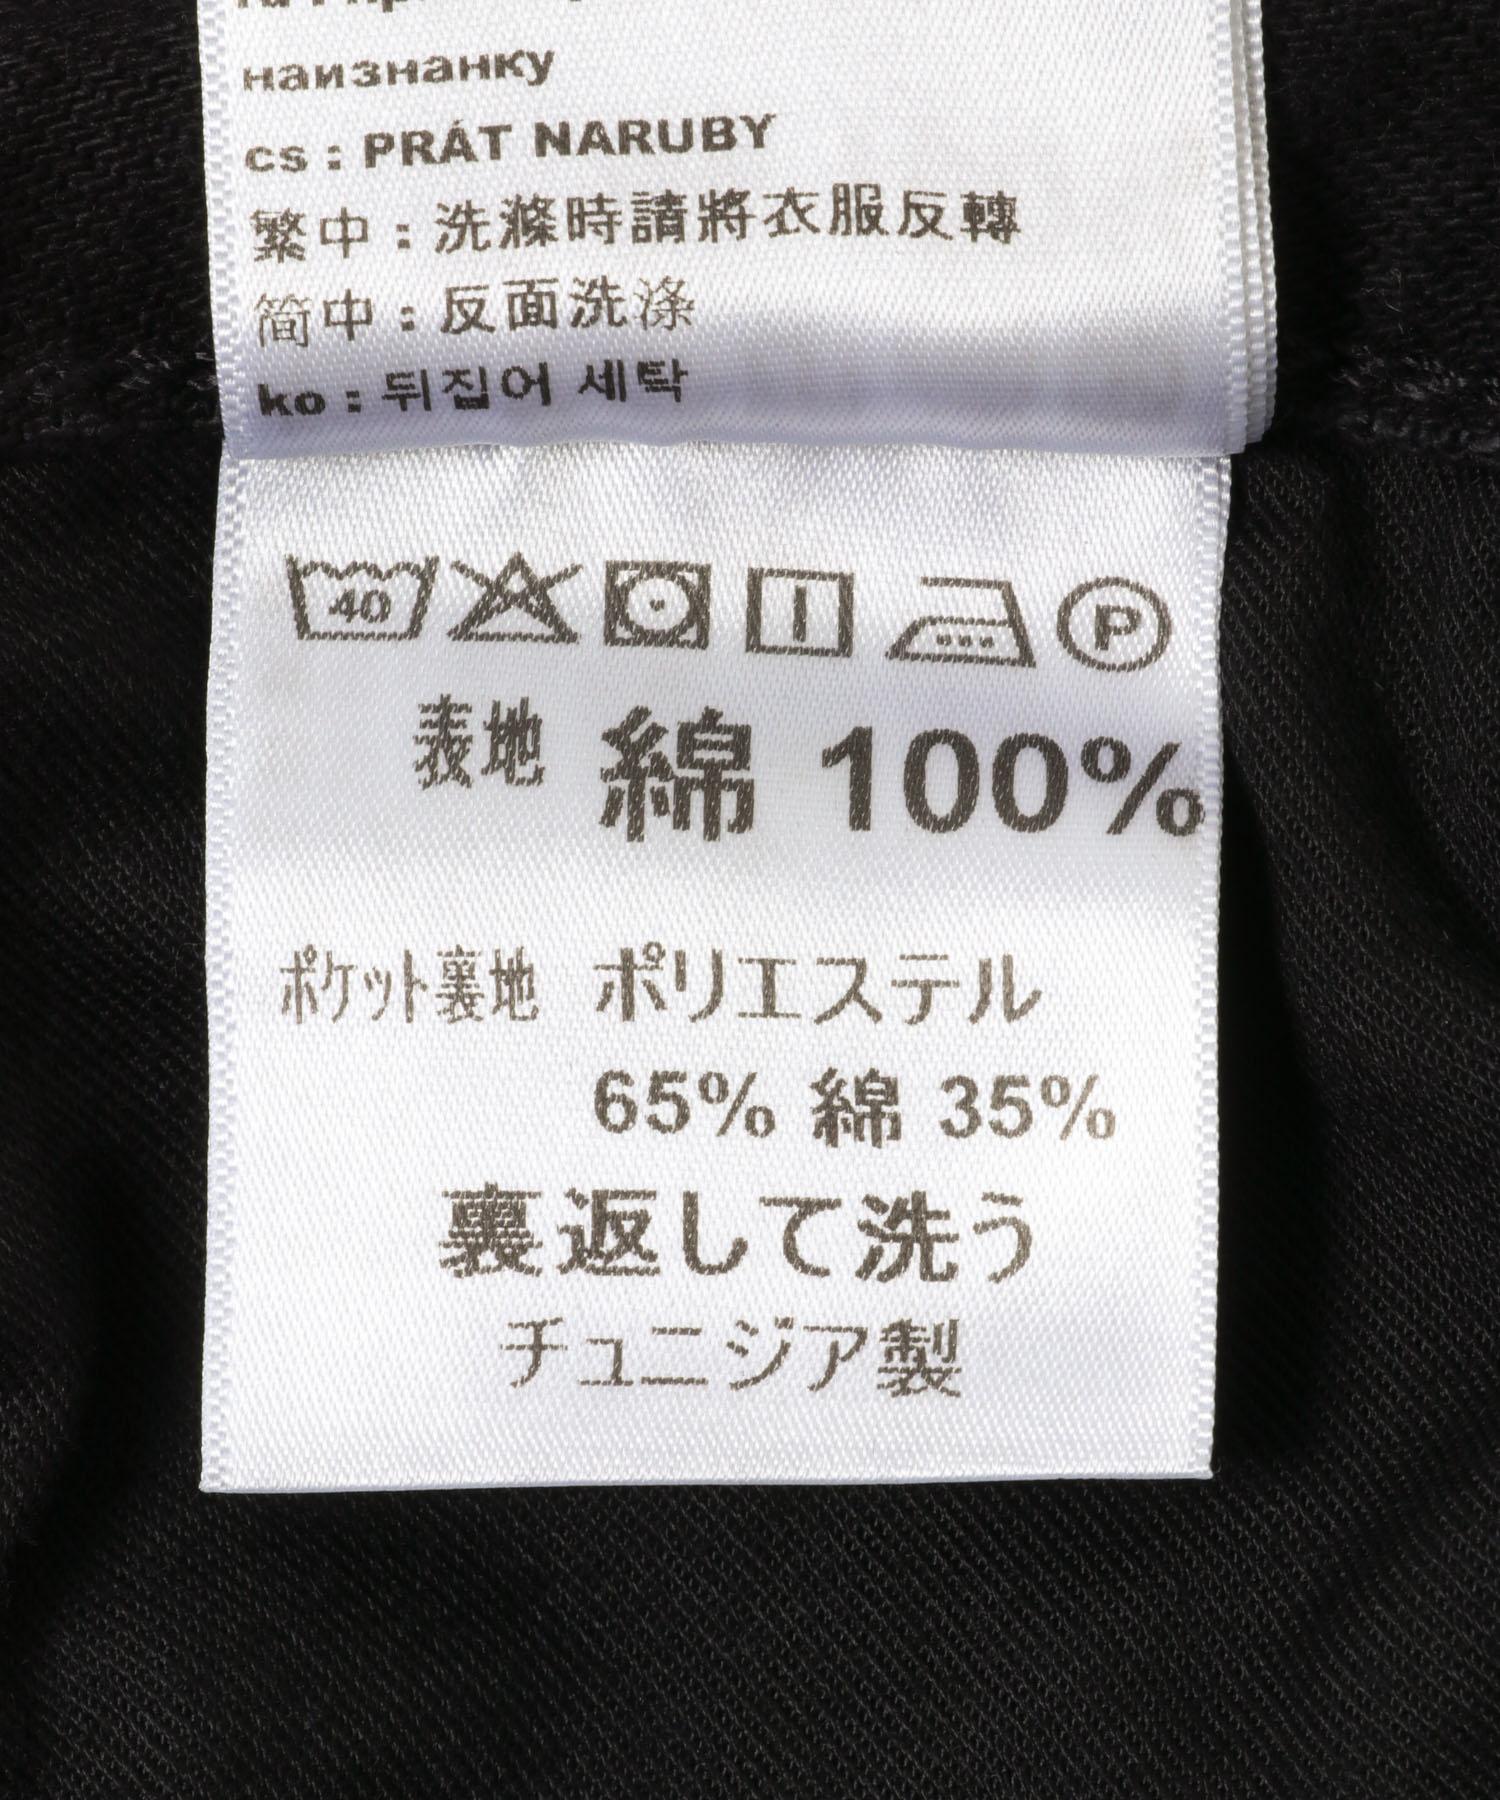 наизнанку
cs : PRÁT NARUBY
繁中 : 洗滌時請將衣服反轉
简中 : 反面洗涤
ko : 뒤집어 세탁
40 P
表地 綿 100%
ポケット裏地 ポリエステル
65% 綿 35%
裏返して洗う
チュニジア製